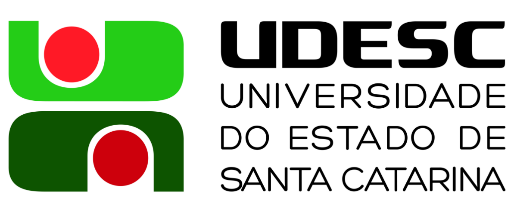 UDESC
UNIVERSIDADE
DO ESTADO DE
SANTA CATARINA